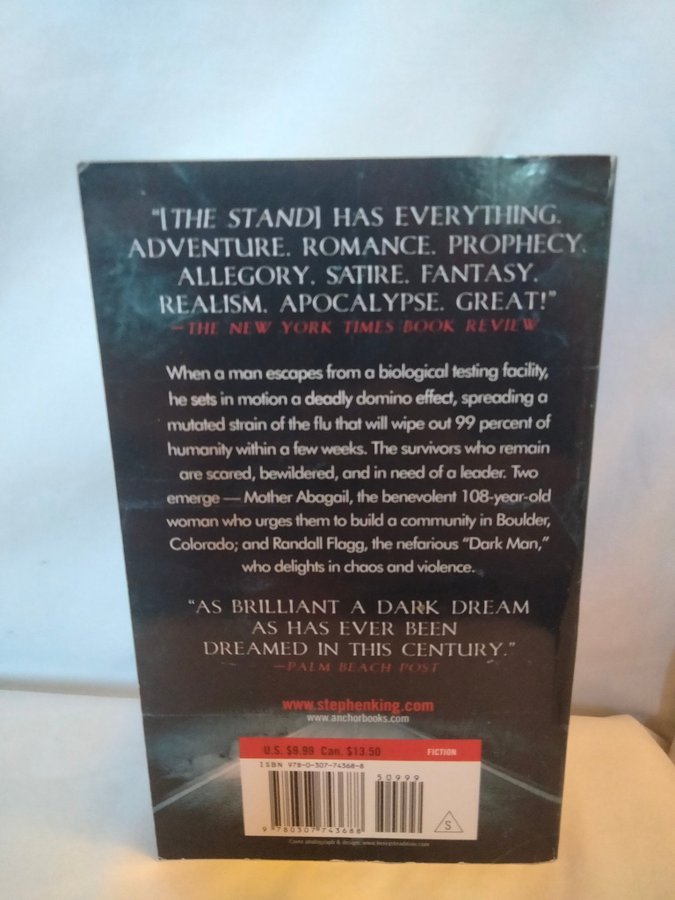 "[THE STAND] HAS EVERYTHING.
ADVENTURE. ROMANCE. PROPHECY.
ALLEGORY. SATIRE. FANTASY.
REALISM. APOCALYPSE. GREAT!"
—THE NEW YORK TIMES BOOK REVIEW
When a man escapes from a biological testing facility,
he sets in motion a deadly domino effect, spreading a
mutated strain of the flu that will wipe out 99 percent of
humanity within a few weeks. The survivors who remain
are scared, bewildered, and in need of a leader. Two
emerge — Mother Abagail, the benevolent 108-year-old
woman who urges them to build a community in Boulder,
Colorado; and Randall Flagg, the nefarious "Dark Man,"
who delights in chaos and violence.
"AS BRILLIANT A DARK DREAM
AS HAS EVER BEEN
DREAMED IN THIS CENTURY."
—PALM BEACH POST
www.stephenking.com
www.anchorbooks.com
U.S. $9.99 Can. $13.50 FICTION
ISBN 978-0-307-74368-8
50999
9 780307 743688
S
Cover photograph & design: